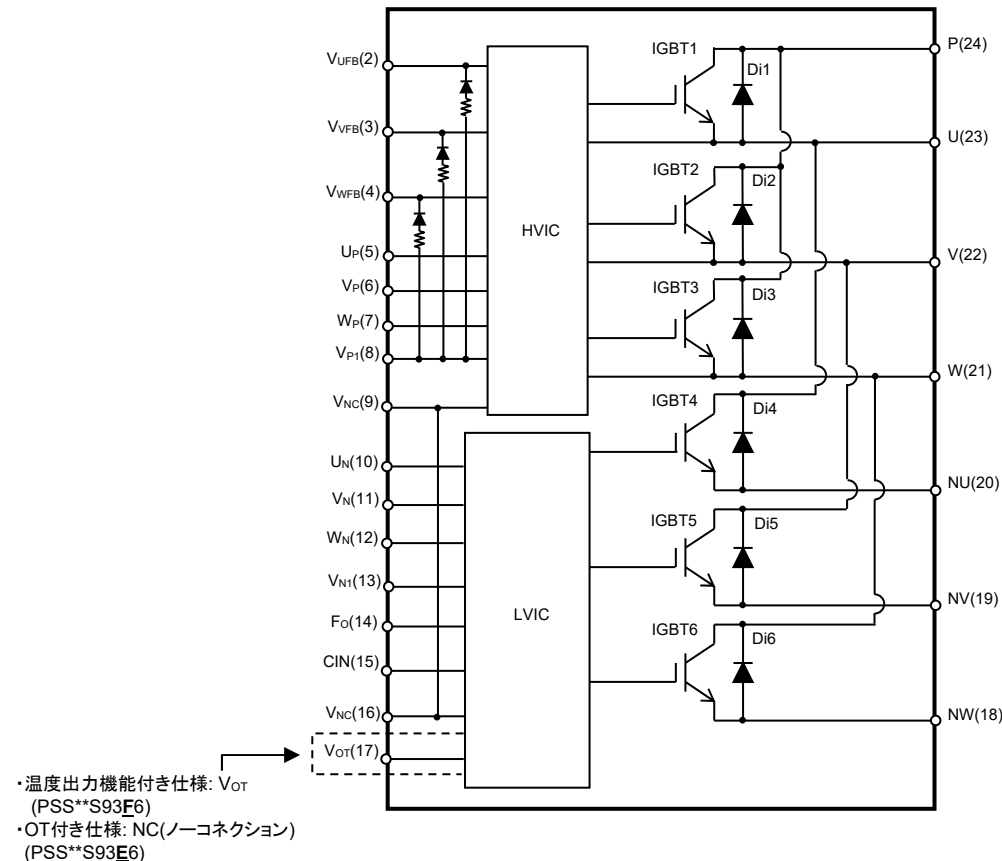 VUFB(2)
VVFB(3)
VWFB(4)
UP(5)
VP(6)
WP(7)
VP1(8)
VNC(9)
UN(10)
VN(11)
WN(12)
VN1(13)
FO(14)
CIN(15)
VNC(16)
VOT(17)
HVIC
LVIC
IGBT1
Di1
IGBT2
Di2
IGBT3
Di3
IGBT4
Di4
IGBT5
Di5
IGBT6
Di6
P(24)
U(23)
V(22)
W(21)
NU(20)
NV(19)
NW(18)
・温度出力機能付き仕様: VOT
(PSS**S93F6)
・OT付き仕様: NC(ノーコネクション)
(PSS**S93E6)